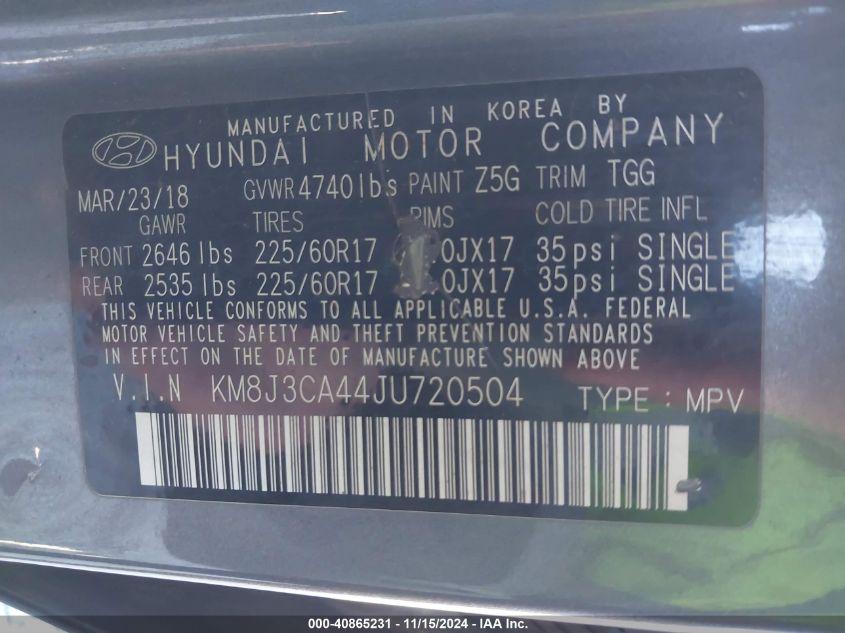 MANUFACTURED IN KOREA BY
HYUNDAI MOTOR COMPANY
MAR/23/18 GVWR 4740lbs PAINT Z5G TRIM TGG
GAWR TIRES RIMS COLD TIRE INFL
FRONT 2646 lbs 225/60R17 0JX17 35psi SINGLE
REAR 2535 lbs 225/60R17 0JX17 35psi SINGLE
THIS VEHICLE CONFORMS TO ALL APPLICABLE U.S.A. FEDERAL
MOTOR VEHICLE SAFETY AND THEFT PREVENTION STANDARDS
IN EFFECT ON THE DATE OF MANUFACTURE SHOWN ABOVE
V.I.N KM8J3CA44JU720504 TYPE : MPV
000-40865231 - 11/15/2024 - IAA Inc.